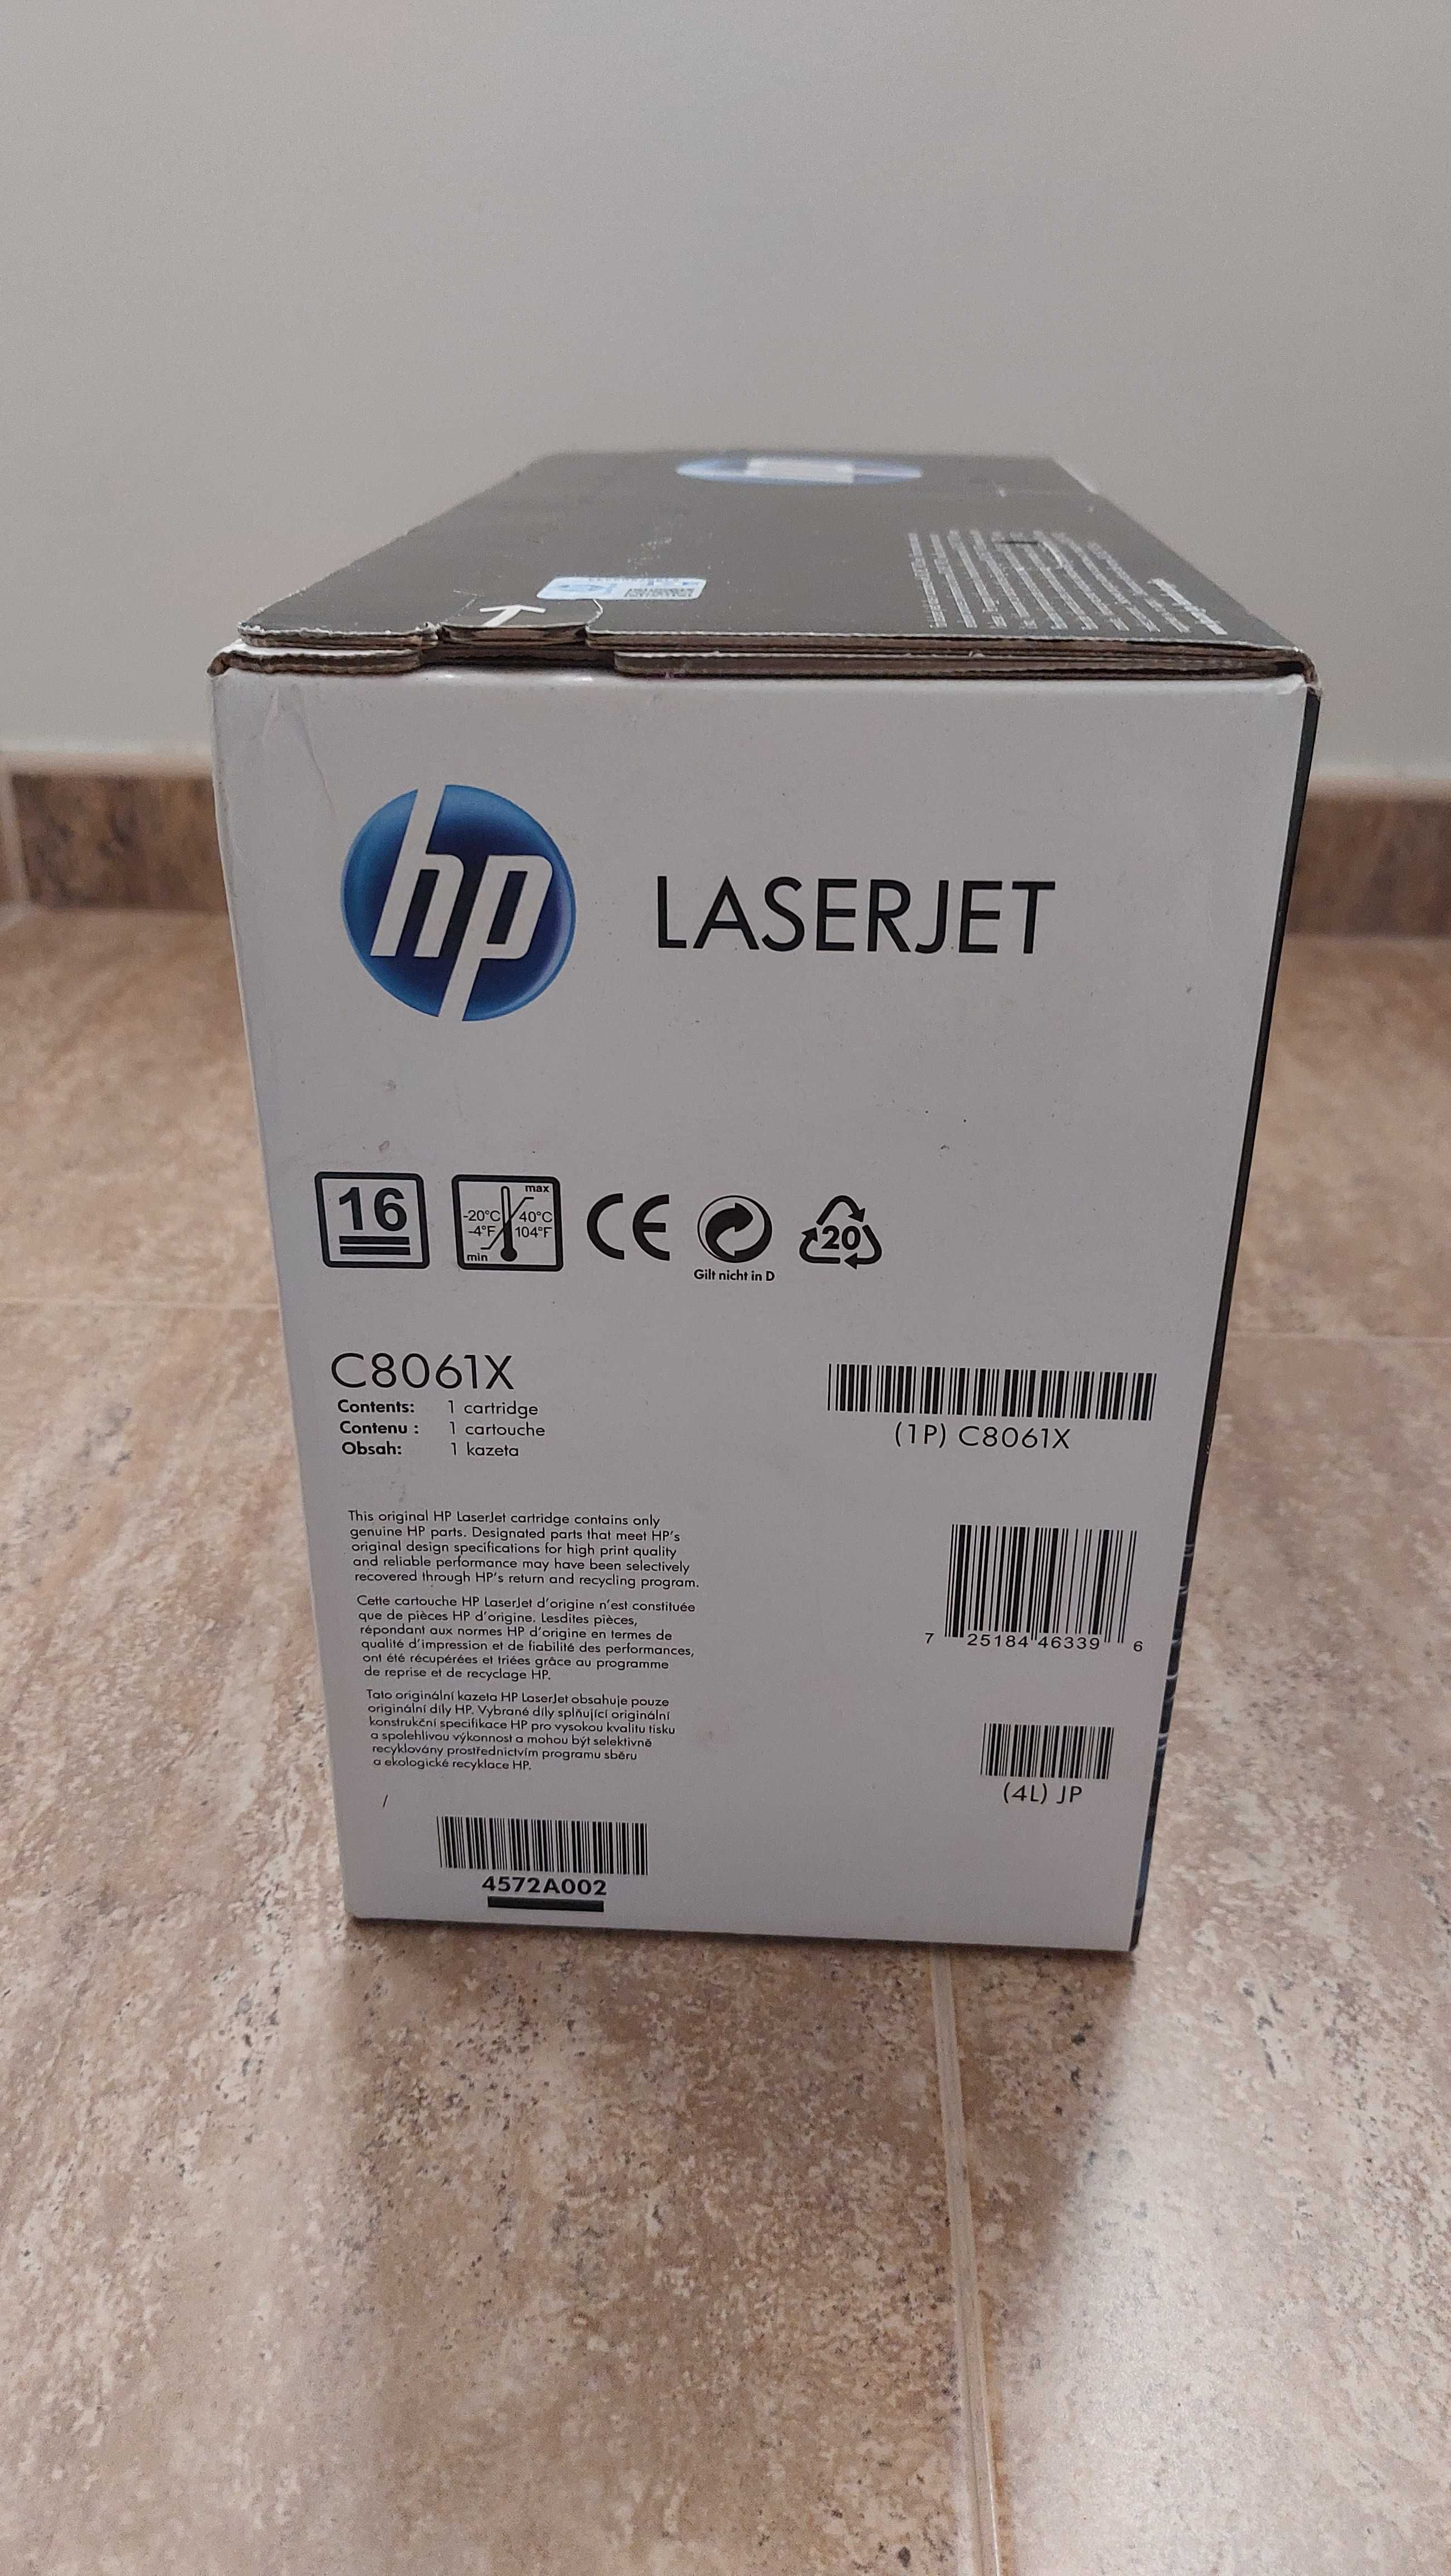 hp
LASERJET
16
max
-20°C 40°C
-4°F 104°F
min
CE
Gilt nicht in D
20
C8061X
Contents: 1 cartridge
Contenu : 1 cartouche
Obsah: 1 kazeta
(1P) C8061X
This original HP LaserJet cartridge contains only
genuine HP parts. Designated parts that meet HP's
original design specifications for high print quality
and reliable performance may have been selectively
recovered through HP's return and recycling program.
Cette cartouche HP LaserJet d'origine n'est constituée
que de pièces HP d'origine. Lesdites pièces,
répondant aux normes HP d'origine en termes de
qualité d'impression et de fiabilité des performances,
ont été récupérées et triées grâce au programme
de reprise et de recyclage HP.
Tato originální kazeta HP LaserJet obsahuje pouze
originální díly HP. Vybrané díly splňující originální
konstrukční specifikace HP pro vysokou kvalitu tisku
a spolehlivou výkonnost a mohou být selektivně
recyklovány prostřednictvím programu sběru
a ekologické recyklace HP.
7 25184 46339 6
(4L) JP
4572A002